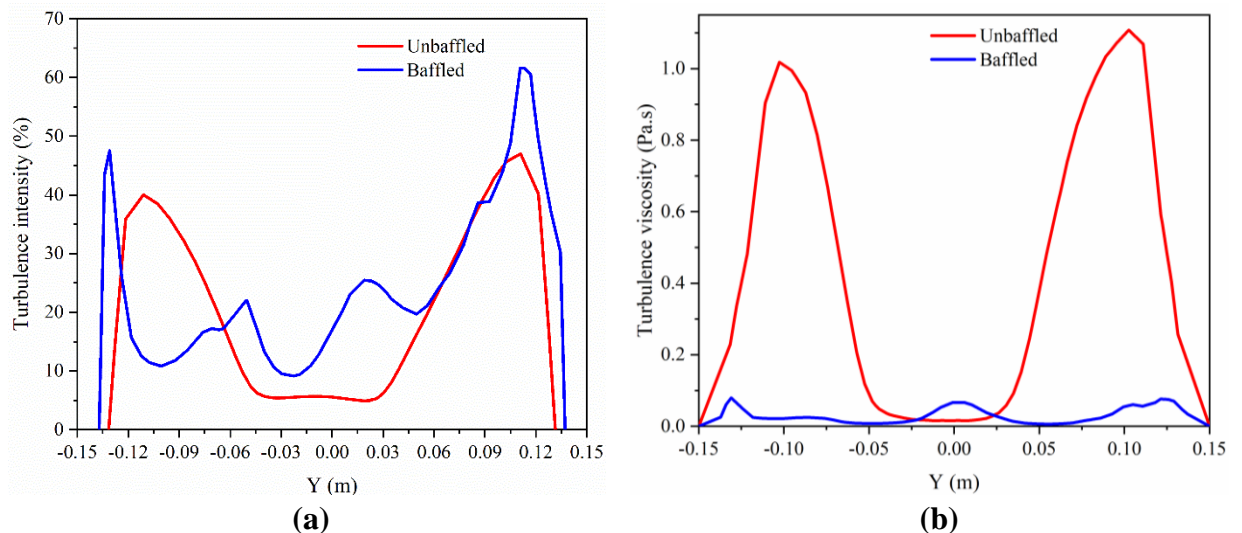 70
60
50
40
30
20
10
0
Turbulence intensity (%)
Unbaffled
Baffled
-0.15 -0.12 -0.09 -0.06 -0.03 0.00 0.03 0.06 0.09 0.12 0.15
Y (m)
(a)
1.0
0.8
0.6
0.4
0.2
0.0
Turbulence viscosity (Pa.s)
Unbaffled
Baffled
-0.15 -0.10 -0.05 0.00 0.05 0.10 0.15
Y (m)
(b)